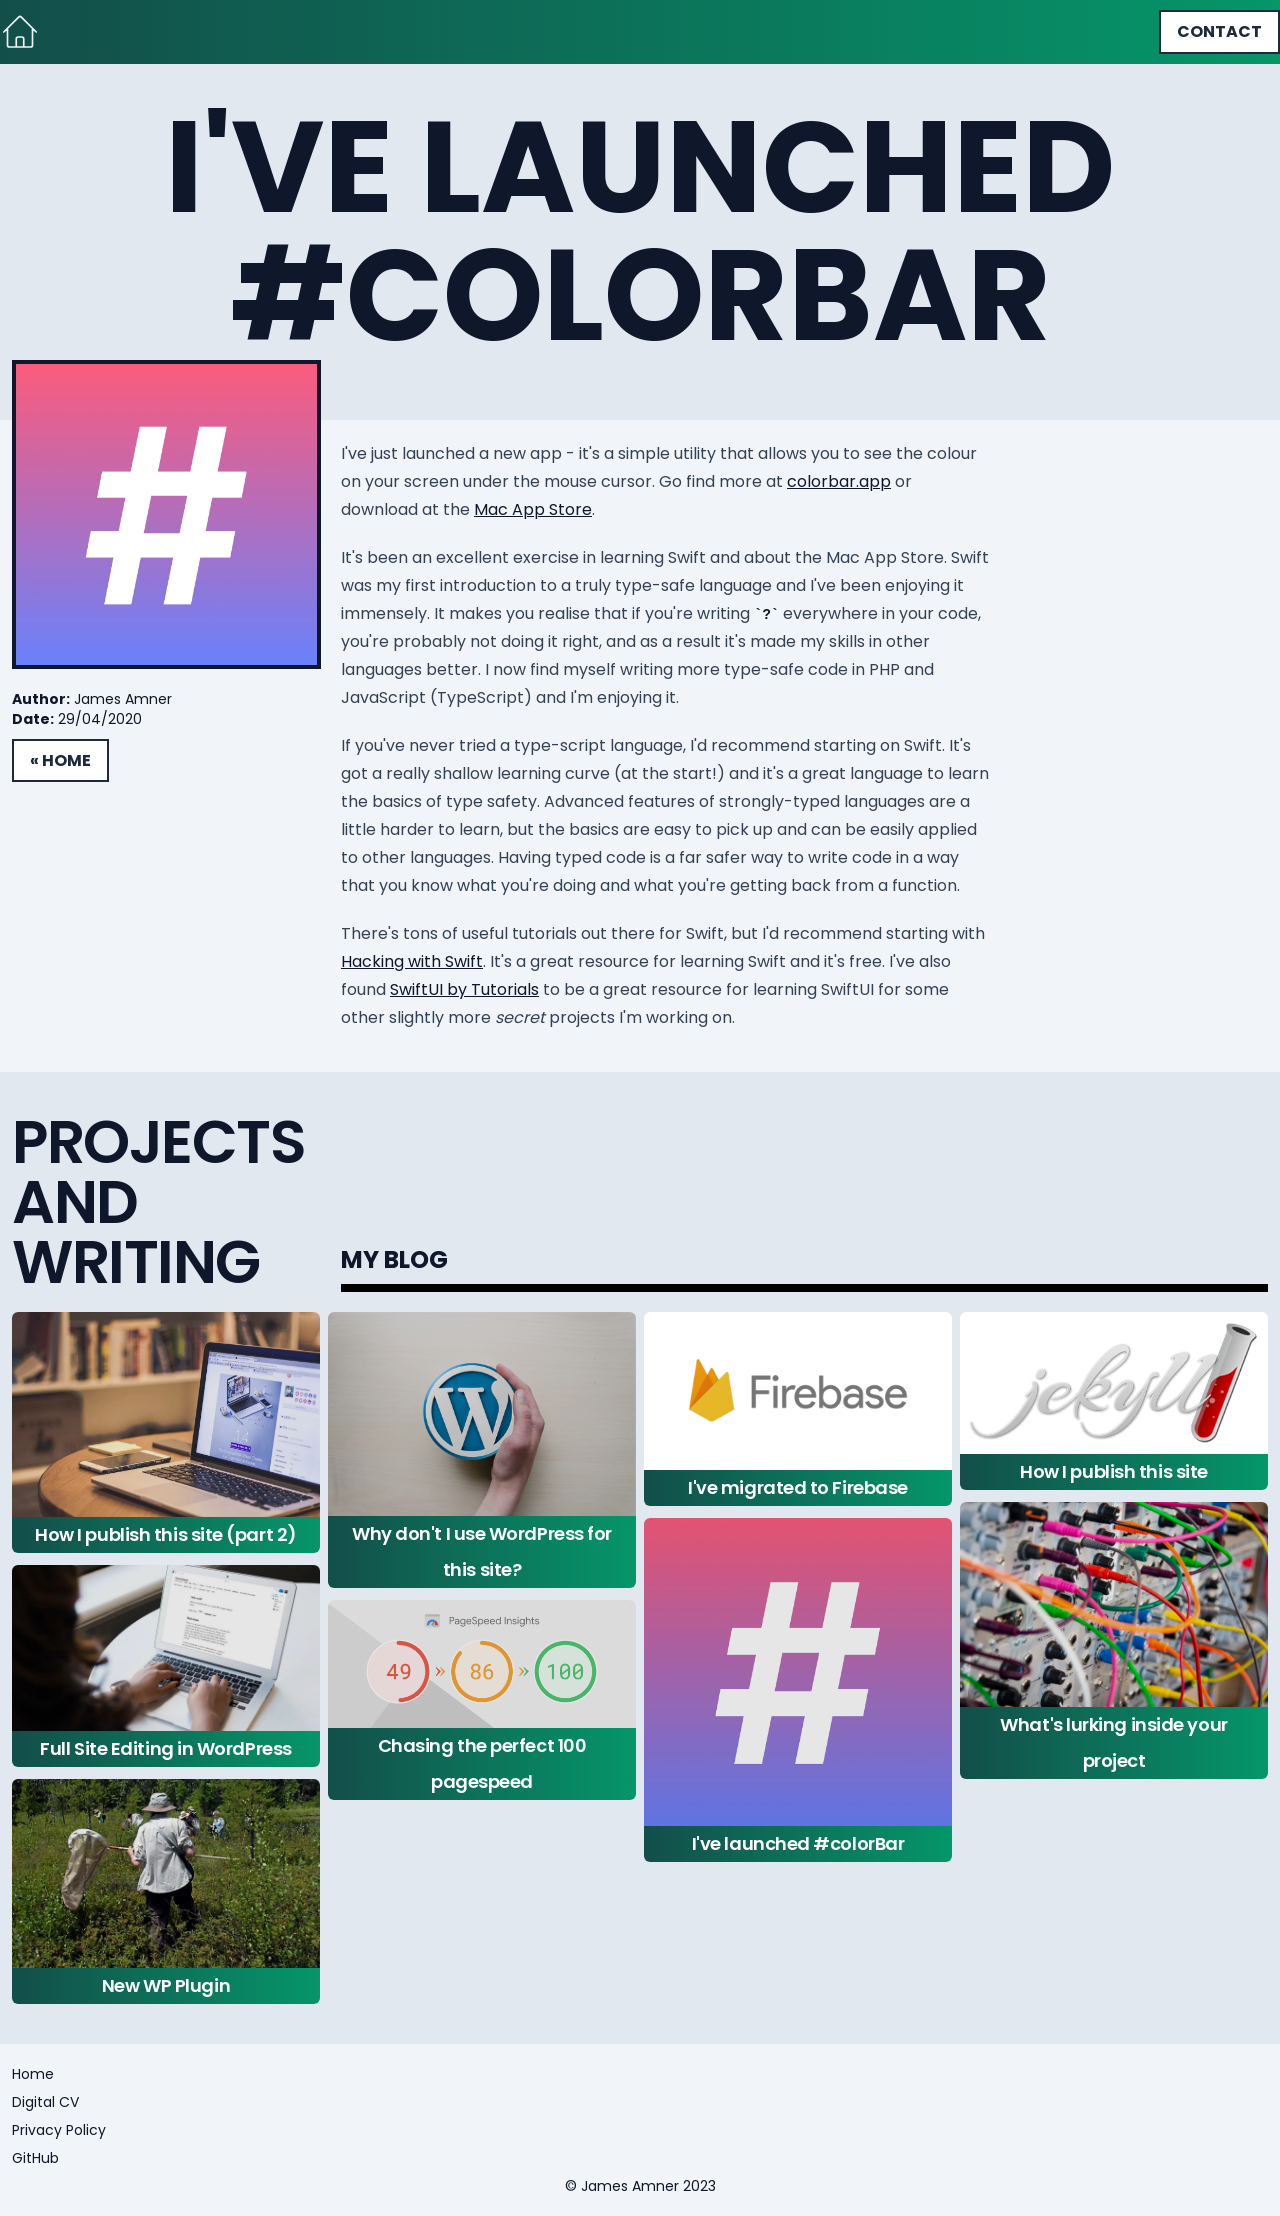 CONTACT
I'VE LAUNCHED
#COLORBAR
#
I've just launched a new app - it's a simple utility that allows you to see the colour
on your screen under the mouse cursor. Go find more at colorbar.app or
download at the Mac App Store.
It's been an excellent exercise in learning Swift and about the Mac App Store. Swift
was my first introduction to a truly type-safe language and I've been enjoying it
immensely. It makes you realise that if you're writing `?` everywhere in your code,
you're probably not doing it right, and as a result it's made my skills in other
languages better. I now find myself writing more type-safe code in PHP and
JavaScript (TypeScript) and I'm enjoying it.
If you've never tried a type-script language, I'd recommend starting on Swift. It's
got a really shallow learning curve (at the start!) and it's a great language to learn
the basics of type safety. Advanced features of strongly-typed languages are a
little harder to learn, but the basics are easy to pick up and can be easily applied
to other languages. Having typed code is a far safer way to write code in a way
that you know what you're doing and what you're getting back from a function.
There's tons of useful tutorials out there for Swift, but I'd recommend starting with
Hacking with Swift. It's a great resource for learning Swift and it's free. I've also
found SwiftUI by Tutorials to be a great resource for learning SwiftUI for some
other slightly more secret projects I'm working on.
Author: James Amner
Date: 29/04/2020
« HOME
PROJECTS
AND
WRITING
MY BLOG
14
How I publish this site (part 2)
Full Site Editing in WordPress
New WP Plugin
W
Why don't I use WordPress for
this site?
PageSpeed Insights
49 » 86 » 100
Chasing the perfect 100
pagespeed
Firebase
I've migrated to Firebase
#
I've launched #colorBar
jekyll
How I publish this site
What's lurking inside your
project
Home
Digital CV
Privacy Policy
GitHub
© James Amner 2023